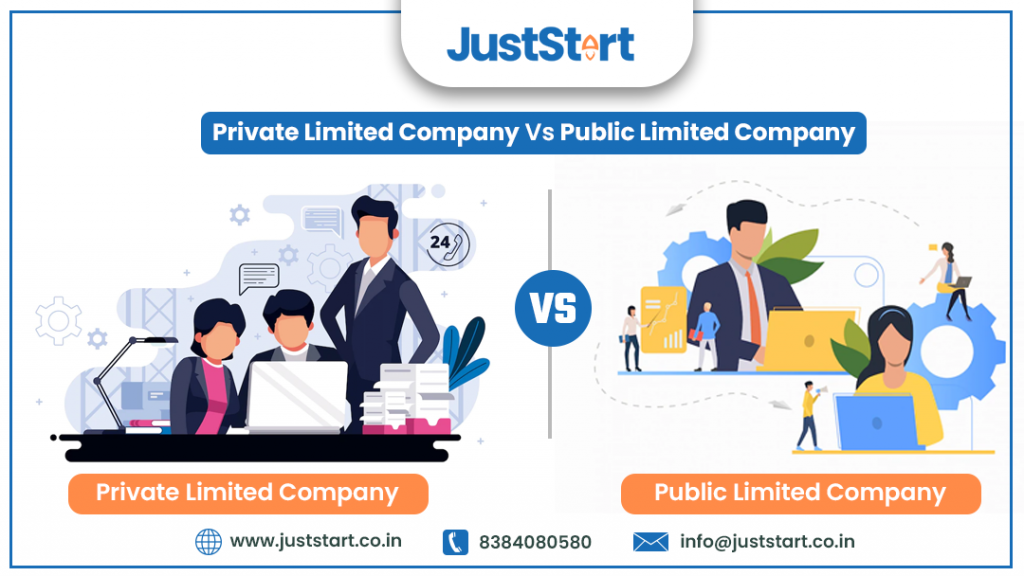 JustStart
Private Limited Company Vs Public Limited Company
24
VS
Private Limited Company
Public Limited Company
www.juststart.co.in
8384080580
info@juststart.co.in